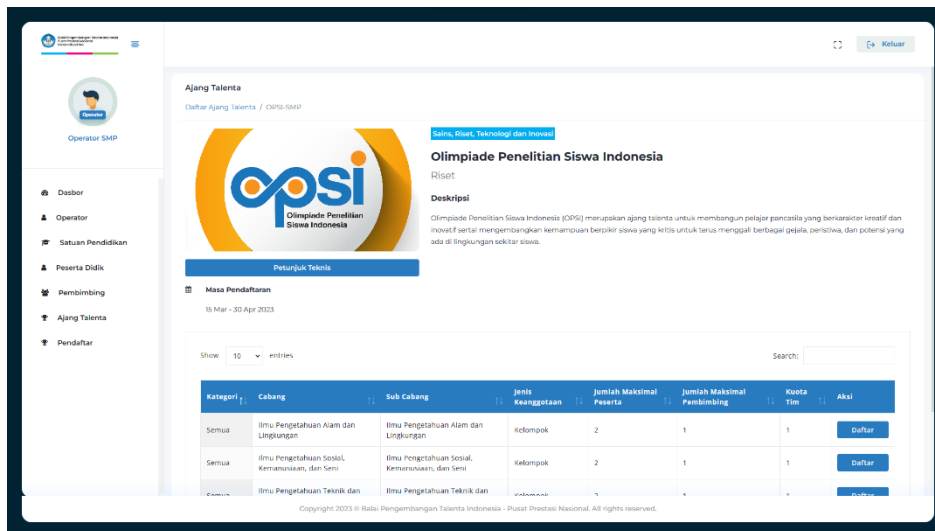 Keluar
Operator
Operator SMP
Dasbor
Operator
Satuan Pendidikan
Peserta Didik
Pembimbing
Ajang Talenta
Pendaftar
Ajang Talenta
Daftar Ajang Talenta / OPSI-SMP
opsi
Olimpiade Penelitian
Siswa Indonesia
Petunjuk Teknis
Sains, Riset, Teknologi dan Inovasi
Olimpiade Penelitian Siswa Indonesia
Riset
Deskripsi
Olimpiade Penelitian Siswa Indonesia (OPSI) merupakan ajang talenta untuk membangun pelajar pancasila yang berkarakter kreatif dan
inovatif sertai mengembangkan kemampuan berpikir siswa yang kritis untuk terus menggali berbagai gejala, peristiwa, dan potensi yang
ada di lingkungan sekitar siswa.
Masa Pendaftaran
15 Mar - 30 Apr 2023
Show 10 entries
Search:
Kategori Cabang Sub Cabang Jenis Keanggotaan Jumlah Maksimal Peserta Jumlah Maksimal Pembimbing Kuota Tim Aksi
Semua Ilmu Pengetahuan Alam dan Lingkungan Ilmu Pengetahuan Alam dan Lingkungan Kelompok 2 1 1 Daftar
Semua Ilmu Pengetahuan Sosial, Kemanusiaan, dan Seni Ilmu Pengetahuan Sosial, Kemanusiaan, dan Seni Kelompok 2 1 1 Daftar
Semua Ilmu Pengetahuan Teknik dan Ilmu Pengetahuan Teknik dan Kelompok 2 1 1 Daftar
Copyright 2023 © Balai Pengembangan Talenta Indonesia - Pusat Prestasi Nasional. All rights reserved.